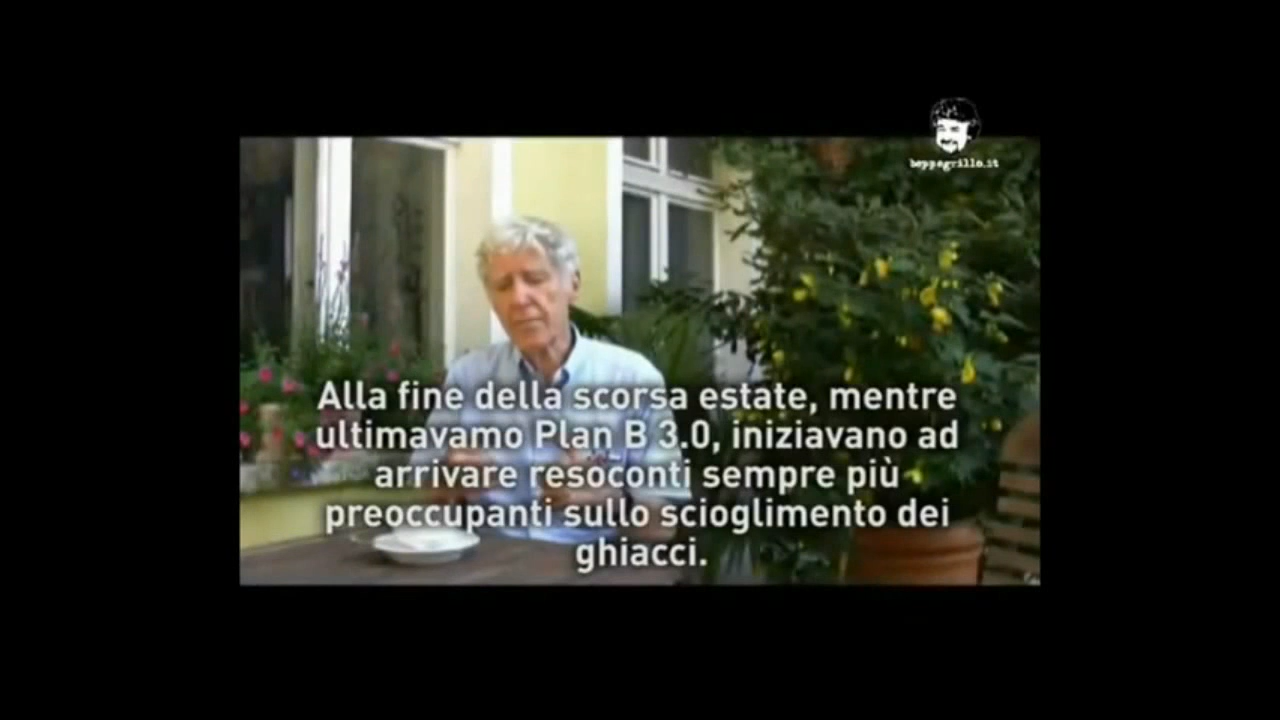 beppegrillo.it
Alla fine della scorsa estate, mentre
ultimavamo Plan B 3.0, iniziavano ad
arrivare resoconti sempre più
preoccupanti sullo scioglimento dei
ghiacci.